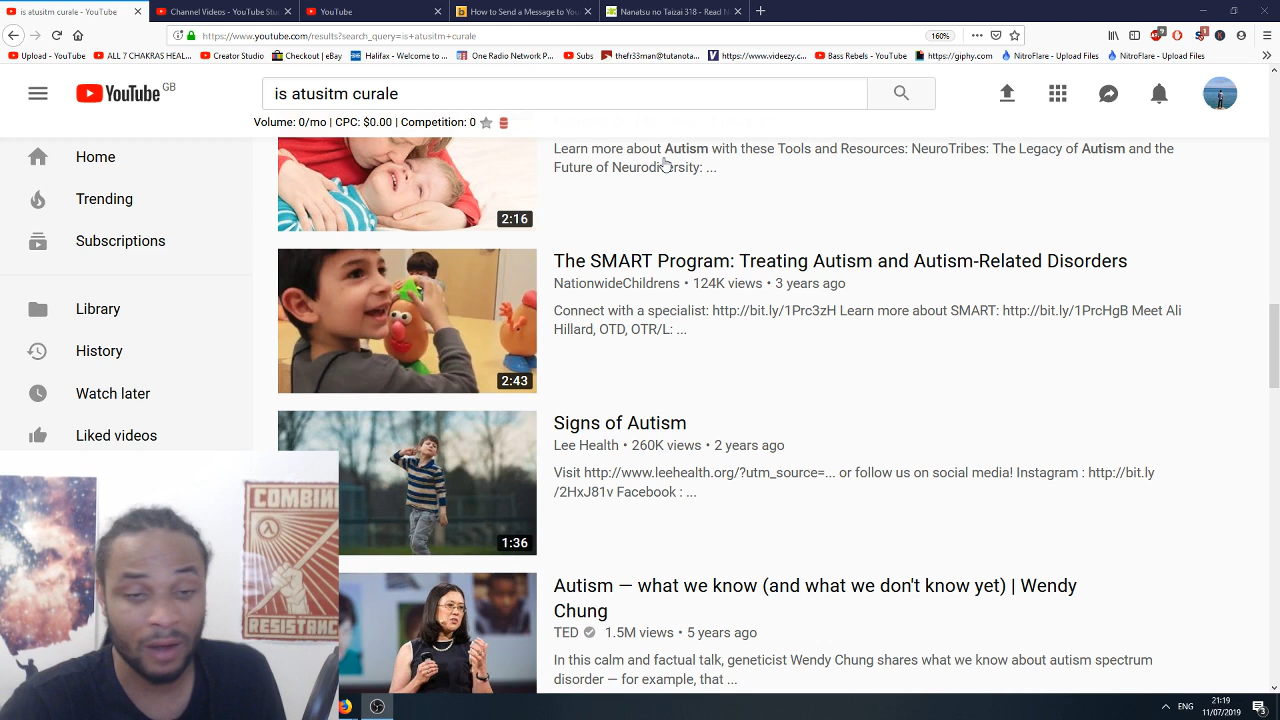 is atusitm curale - YouTube
Channel Videos - YouTube Stu
YouTube
How to Send a Message to You
Nanatsu no Taizai 318 - Read N
https://www.youtube.com/results?search_query=is+atusitm+curale
160%
Upload - YouTube
ALL 7 CHAKRAS HEAL...
Creator Studio
Checkout | eBay
Halifax - Welcome to ...
One Radio Network P...
Subs
thefr33man@tutanota...
https://www.videezy....
Bass Rebels - YouTube
https://giphy.com
NitroFlare - Upload Files
NitroFlare - Upload Files
YouTube GB
is atusitm curale
Volume: 0/mo | CPC: $0.00 | Competition: 0
Home
Trending
Subscriptions
Library
History
Watch later
Liked videos
Learn more about Autism with these Tools and Resources: NeuroTribes: The Legacy of Autism and the
Future of Neurodiversity: ...
2:16
The SMART Program: Treating Autism and Autism-Related Disorders
NationwideChildrens • 124K views • 3 years ago
Connect with a specialist: http://bit.ly/1Prc3zH Learn more about SMART: http://bit.ly/1PrcHgB Meet Ali
Hillard, OTD, OTR/L: ...
2:43
Signs of Autism
Lee Health • 260K views • 2 years ago
Visit http://www.leehealth.org/?utm_source=... or follow us on social media! Instagram : http://bit.ly
/2HxJ81v Facebook : ...
1:36
Autism — what we know (and what we don't know yet) | Wendy
Chung
TED 1.5M views • 5 years ago
In this calm and factual talk, geneticist Wendy Chung shares what we know about autism spectrum
disorder — for example, that ...
COMBIN
RESISTANC
ENG
21:19
11/07/2019
3